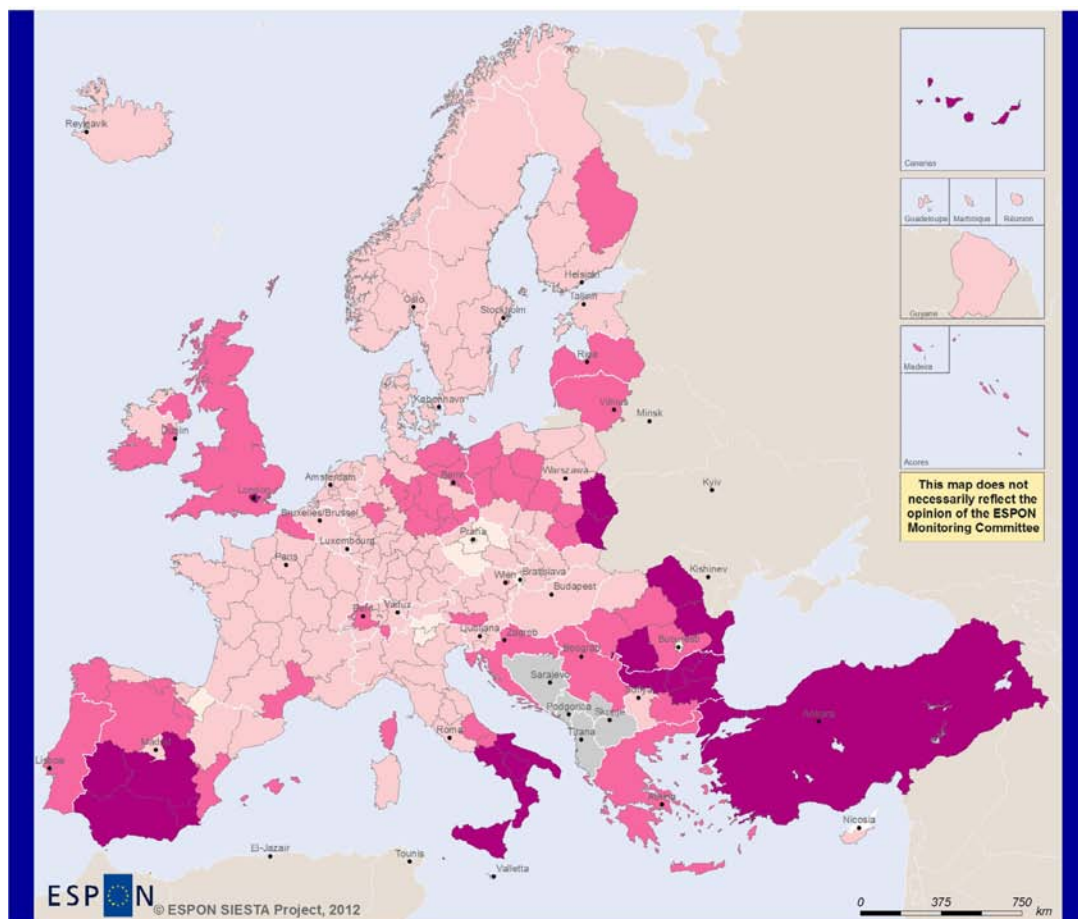 Reykjavik
Canarias
Guadeloupe
Martinique
Réunion
Guyane
Helsinki
Tallinn
Oslo
Stockholm
Riga
Madeira
Acores
København
Vilnius
Minsk
Dublin
This map does not
necessarily reflect the
opinion of the ESPON
Monitoring Committee
Amsterdam
Berlin
Warszawa
London
Kyiv
Bruxelles/Brussel
Praha
Luxembourg
Paris
Kishinev
Wien
Bratislava
Budapest
Vaduz
Bern
Ljubljana
Zagreb
Bucuresti
Beograd
Sarajevo
Sofiya
Podgorica
Skopje
Madrid
Roma
Tirana
Ankara
Lisboa
Athina
Nicosia
El-Jazair
Tounis
Valletta
ESPON
© ESPON SIESTA Project, 2012
0 375 750
km